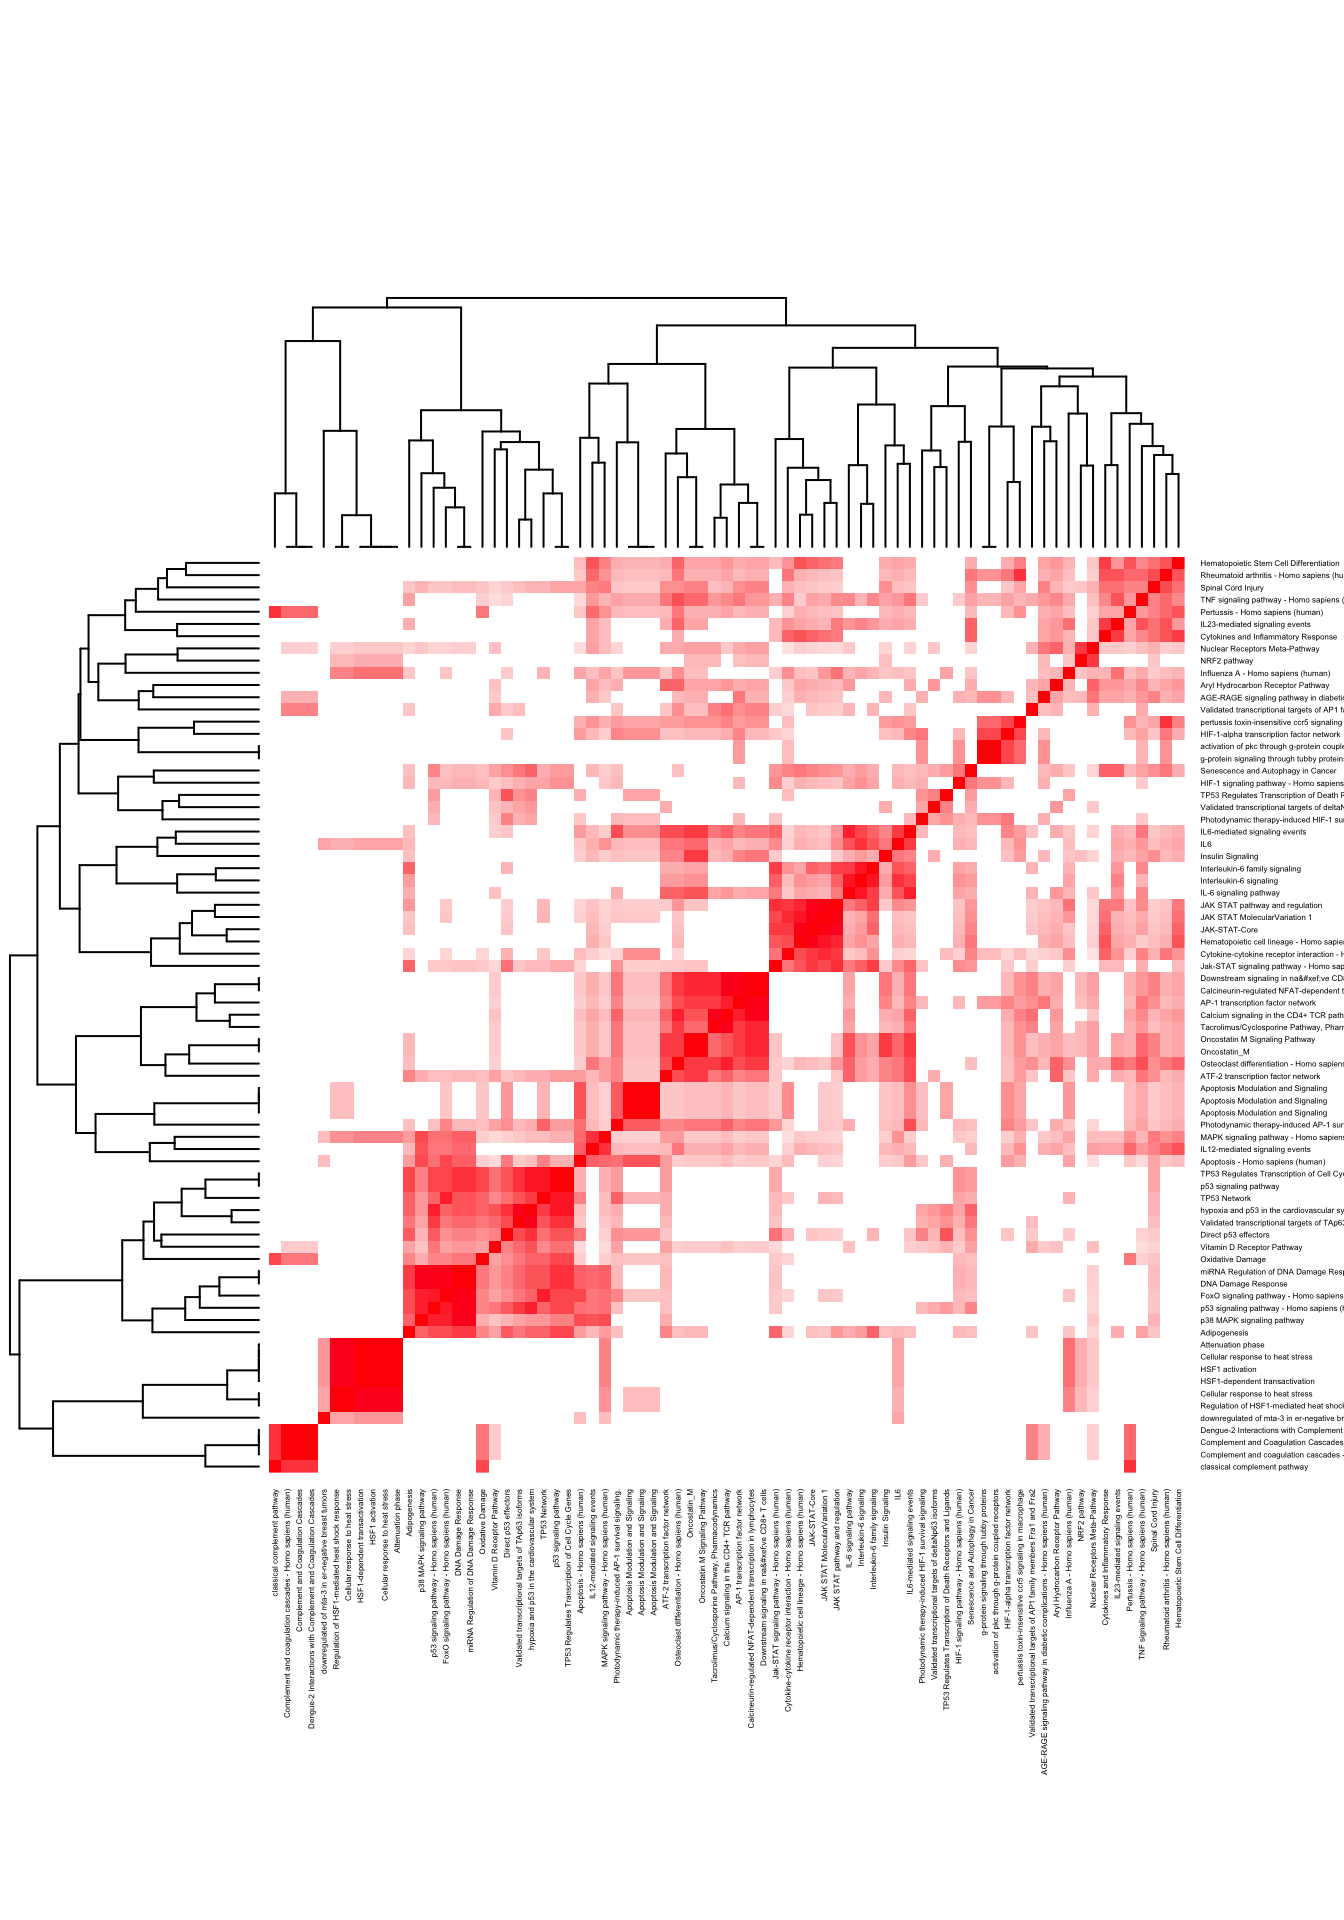 Hematopoietic Stem Cell Differentiation
Rheumatoid arthritis - Homo sapiens (hu
Spinal Cord Injury
TNF signaling pathway - Homo sapiens (
Pertussis - Homo sapiens (human)
IL23-mediated signaling events
Cytokines and Inflammatory Response
Nuclear Receptors Meta-Pathway
NRF2 pathway
Influenza A - Homo sapiens (human)
Aryl Hydrocarbon Receptor Pathway
AGE-RAGE signaling pathway in diabetic
Validated transcriptional targets of AP1 fa
pertussis toxin-insensitive ccr5 signaling
HIF-1-alpha transcription factor network
activation of pkc through g-protein couple
g-protein signaling through tubby proteins
Senescence and Autophagy in Cancer
HIF-1 signaling pathway - Homo sapiens
TP53 Regulates Transcription of Death R
Validated transcriptional targets of deltaN
Photodynamic therapy-induced HIF-1 sur
IL6-mediated signaling events
IL6
Insulin Signaling
Interleukin-6 family signaling
Interleukin-6 signaling
IL-6 signaling pathway
JAK STAT pathway and regulation
JAK STAT MolecularVariation 1
JAK-STAT-Core
Hematopoietic cell lineage - Homo sapien
Cytokine-cytokine receptor interaction - H
Jak-STAT signaling pathway - Homo sap
Downstream signaling in na&#xef;ve CD8
Calcineurin-regulated NFAT-dependent t
AP-1 transcription factor network
Calcium signaling in the CD4+ TCR path
Tacrolimus/Cyclosporine Pathway, Pharm
Oncostatin M Signaling Pathway
Oncostatin_M
Osteoclast differentiation - Homo sapiens
ATF-2 transcription factor network
Apoptosis Modulation and Signaling
Apoptosis Modulation and Signaling
Apoptosis Modulation and Signaling
Photodynamic therapy-induced AP-1 sur
MAPK signaling pathway - Homo sapiens
IL12-mediated signaling events
Apoptosis - Homo sapiens (human)
TP53 Regulates Transcription of Cell Cyc
p53 signaling pathway
TP53 Network
hypoxia and p53 in the cardiovascular sy
Validated transcriptional targets of TAp63
Direct p53 effectors
Vitamin D Receptor Pathway
Oxidative Damage
miRNA Regulation of DNA Damage Resp
DNA Damage Response
FoxO signaling pathway - Homo sapiens
p53 signaling pathway - Homo sapiens (h
p38 MAPK signaling pathway
Adipogenesis
Attenuation phase
Cellular response to heat stress
HSF1 activation
HSF1-dependent transactivation
Cellular response to heat stress
Regulation of HSF1-mediated heat shock
downregulated of mta-3 in er-negative br
Dengue-2 Interactions with Complement
Complement and Coagulation Cascades
Complement and coagulation cascades -
classical complement pathway
classical complement pathway
Complement and coagulation cascades - Homo sapiens (human)
Complement and Coagulation Cascades
Dengue-2 Interactions with Complement and Coagulation Cascades
downregulated of mta-3 in er-negative breast tumors
Regulation of HSF1-mediated heat shock response
Cellular response to heat stress
HSF1-dependent transactivation
HSF1 activation
Cellular response to heat stress
Attenuation phase
Adipogenesis
p38 MAPK signaling pathway
p53 signaling pathway - Homo sapiens (human)
FoxO signaling pathway - Homo sapiens (human)
DNA Damage Response
miRNA Regulation of DNA Damage Response
Oxidative Damage
Vitamin D Receptor Pathway
Direct p53 effectors
Validated transcriptional targets of TAp63 isoforms
hypoxia and p53 in the cardiovascular system
TP53 Network
p53 signaling pathway
TP53 Regulates Transcription of Cell Cycle Genes
Apoptosis - Homo sapiens (human)
IL12-mediated signaling events
MAPK signaling pathway - Homo sapiens (human)
Photodynamic therapy-induced AP-1 survival signaling.
Apoptosis Modulation and Signaling
Apoptosis Modulation and Signaling
Apoptosis Modulation and Signaling
ATF-2 transcription factor network
Osteoclast differentiation - Homo sapiens (human)
Oncostatin_M
Oncostatin M Signaling Pathway
Tacrolimus/Cyclosporine Pathway, Pharmacodynamics
Calcium signaling in the CD4+ TCR pathway
AP-1 transcription factor network
Calcineurin-regulated NFAT-dependent transcription in lymphocytes
Downstream signaling in na&#xef;ve CD8+ T cells
Jak-STAT signaling pathway - Homo sapiens (human)
Cytokine-cytokine receptor interaction - Homo sapiens (human)
Hematopoietic cell lineage - Homo sapiens (human)
JAK-STAT-Core
JAK STAT MolecularVariation 1
JAK STAT pathway and regulation
IL-6 signaling pathway
Interleukin-6 signaling
Interleukin-6 family signaling
Insulin Signaling
IL6
IL6-mediated signaling events
Photodynamic therapy-induced HIF-1 survival signaling
Validated transcriptional targets of deltaNp63 isoforms
TP53 Regulates Transcription of Death Receptors and Ligands
HIF-1 signaling pathway - Homo sapiens (human)
Senescence and Autophagy in Cancer
g-protein signaling through tubby proteins
activation of pkc through g-protein coupled receptors
HIF-1-alpha transcription factor network
pertussis toxin-insensitive ccr5 signaling in macrophage
Validated transcriptional targets of AP1 family members Fra1 and Fra2
AGE-RAGE signaling pathway in diabetic complications - Homo sapiens (human)
Aryl Hydrocarbon Receptor Pathway
Influenza A - Homo sapiens (human)
NRF2 pathway
Nuclear Receptors Meta-Pathway
Cytokines and Inflammatory Response
IL23-mediated signaling events
Pertussis - Homo sapiens (human)
TNF signaling pathway - Homo sapiens (human)
Spinal Cord Injury
Rheumatoid arthritis - Homo sapiens (human)
Hematopoietic Stem Cell Differentiation